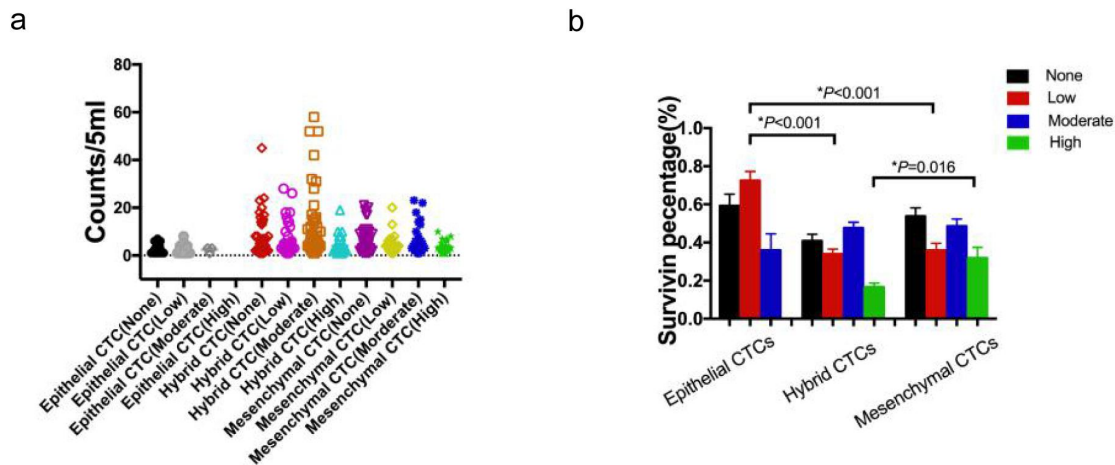 a
b
80
60
40
20
0
Counts/5ml
Epithelial CTC(None)
Epithelial CTC(Low)
Epithelial CTC(Moderate)
Epithelial CTC(High)
Hybrid CTC(None)
Hybrid CTC(Low)
Hybrid CTC(Moderate)
Hybrid CTC(High)
Mesenchymal CTC(None)
Mesenchymal CTC(Low)
Mesenchymal CTC(Morderate)
Mesenchymal CTC(High)
None
Low
Moderate
High
*P<0.001
*P<0.001
*P=0.016
1.0
0.8
0.6
0.4
0.2
0.0
Survivin pecentage(%)
Epithelial CTCs
Hybrid CTCs
Mesenchymal CTCs